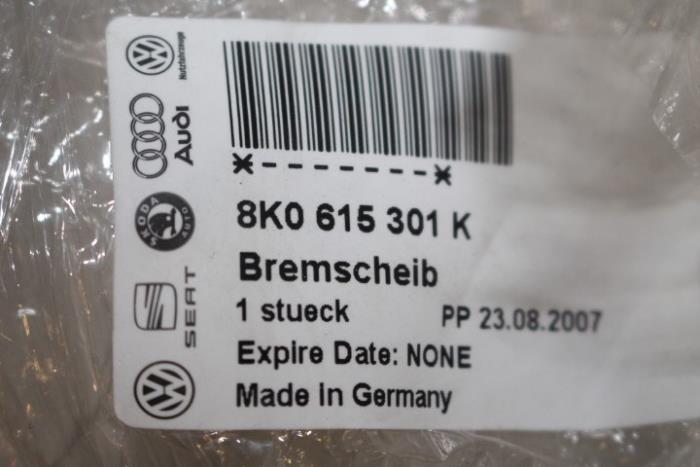 Nutzfahrzeuge
Audi
SKODA
AUTO
SEAT
*-------*
8K0 615 301 K
Bremscheib
1 stueck PP 23.08.2007
Expire Date: NONE
Made in Germany